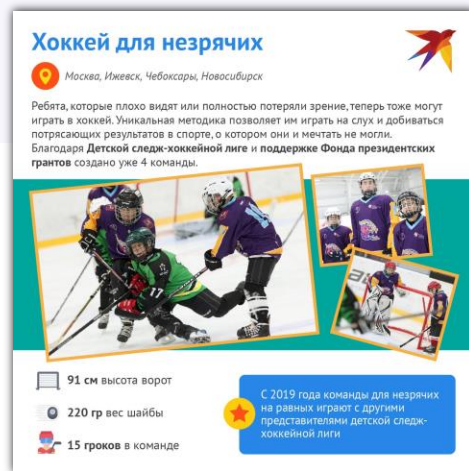 Хоккей для незрячих
Москва, Ижевск, Чебоксары, Новосибирск
Ребята, которые плохо видят или полностью потеряли зрение, теперь тоже могут
играть в хоккей. Уникальная методика позволяет им играть на слух и добиваться
потрясающих результатов в спорте, о котором они и мечтать не могли.
Благодаря Детской следж-хоккейной лиге и поддержке Фонда президентских
грантов создано уже 4 команды.
17
91 см высота ворот
220 гр вес шайбы
15 гроков в команде
С 2019 года команды для незрячих
на равных играют с другими
представителями детской следж-
хоккейной лиги